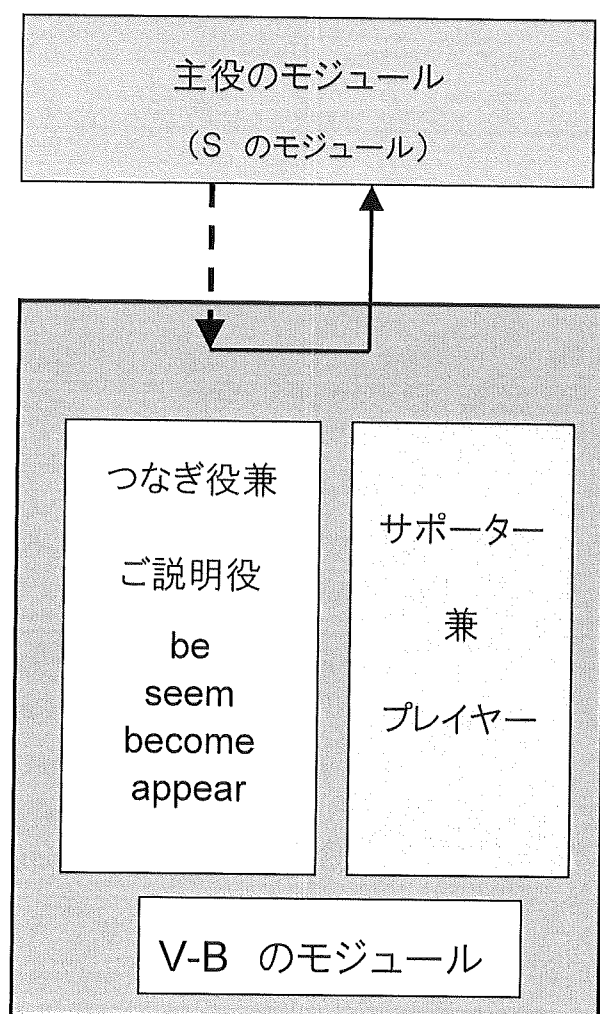 主役のモジュール
(S のモジュール)
つなぎ役兼
ご説明役
be
seem
become
appear
サポーター
兼
プレイヤー
V-B のモジュール